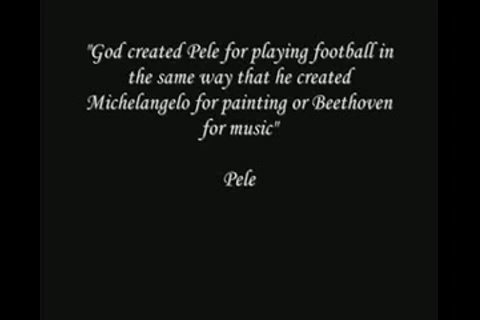 "God created Pele for playing football in
the same way that he created
Michelangelo for painting or Beethoven
for music"
Pele